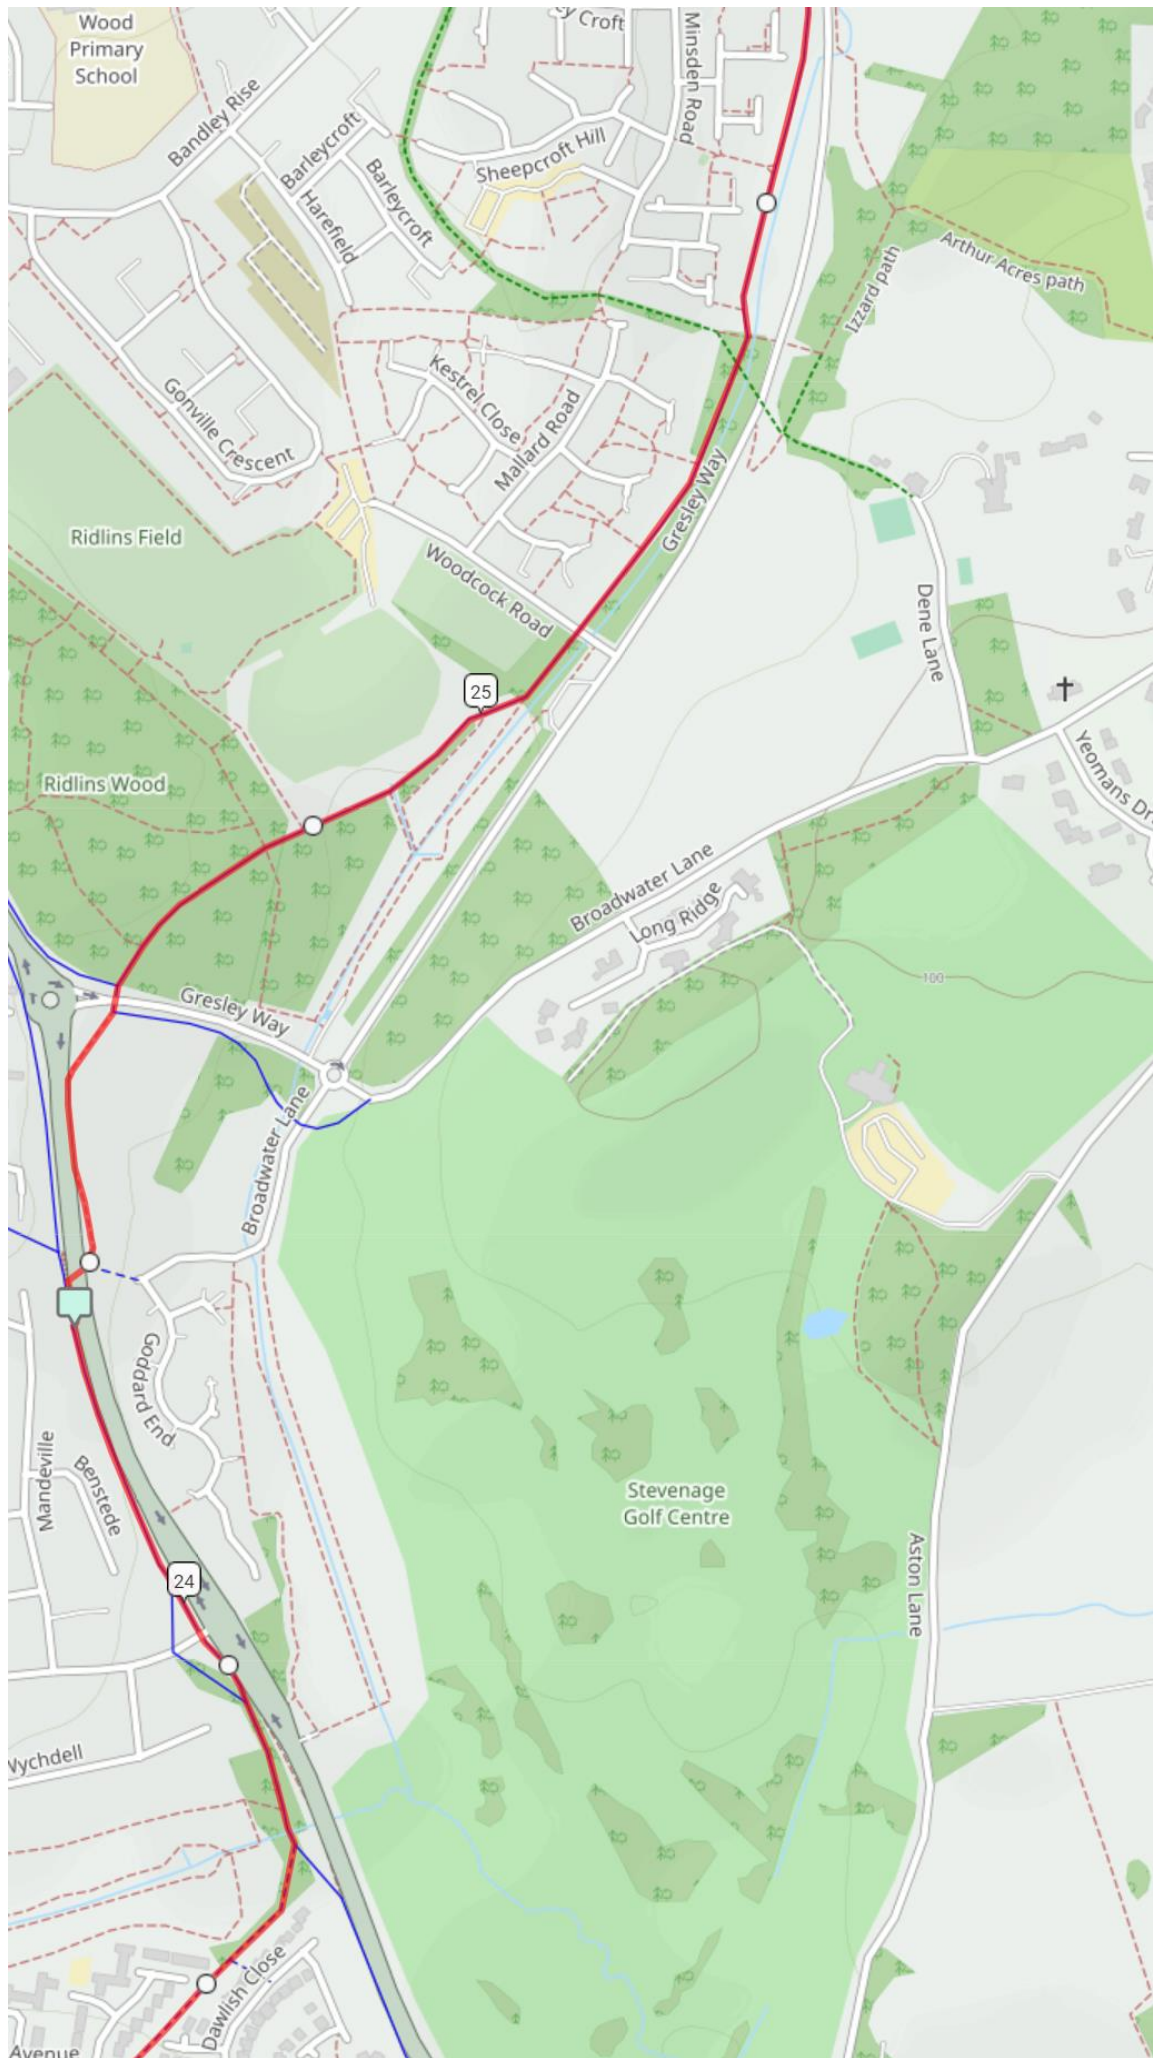 Wood
Primary
School
y Croft
Minsden Road
Bandley Rise
Barleycroft
Sheepcroft Hill
Barleycroft
Harefield
Izzard path
Arthur Acres path
Kestrel Close
Gonville Crescent
Mallard Road
Gresley Way
Ridlins Field
Woodcock Road
Dene Lane
25
Yeomans Dr
Ridlins Wood
Broadwater Lane
Long Ridge
100
Gresley Way
Broadwater Lane
Goddard End
Mandeville
Benstede
Stevenage
Golf Centre
Aston Lane
24
Wychdell
Dawlish Close
Avenue